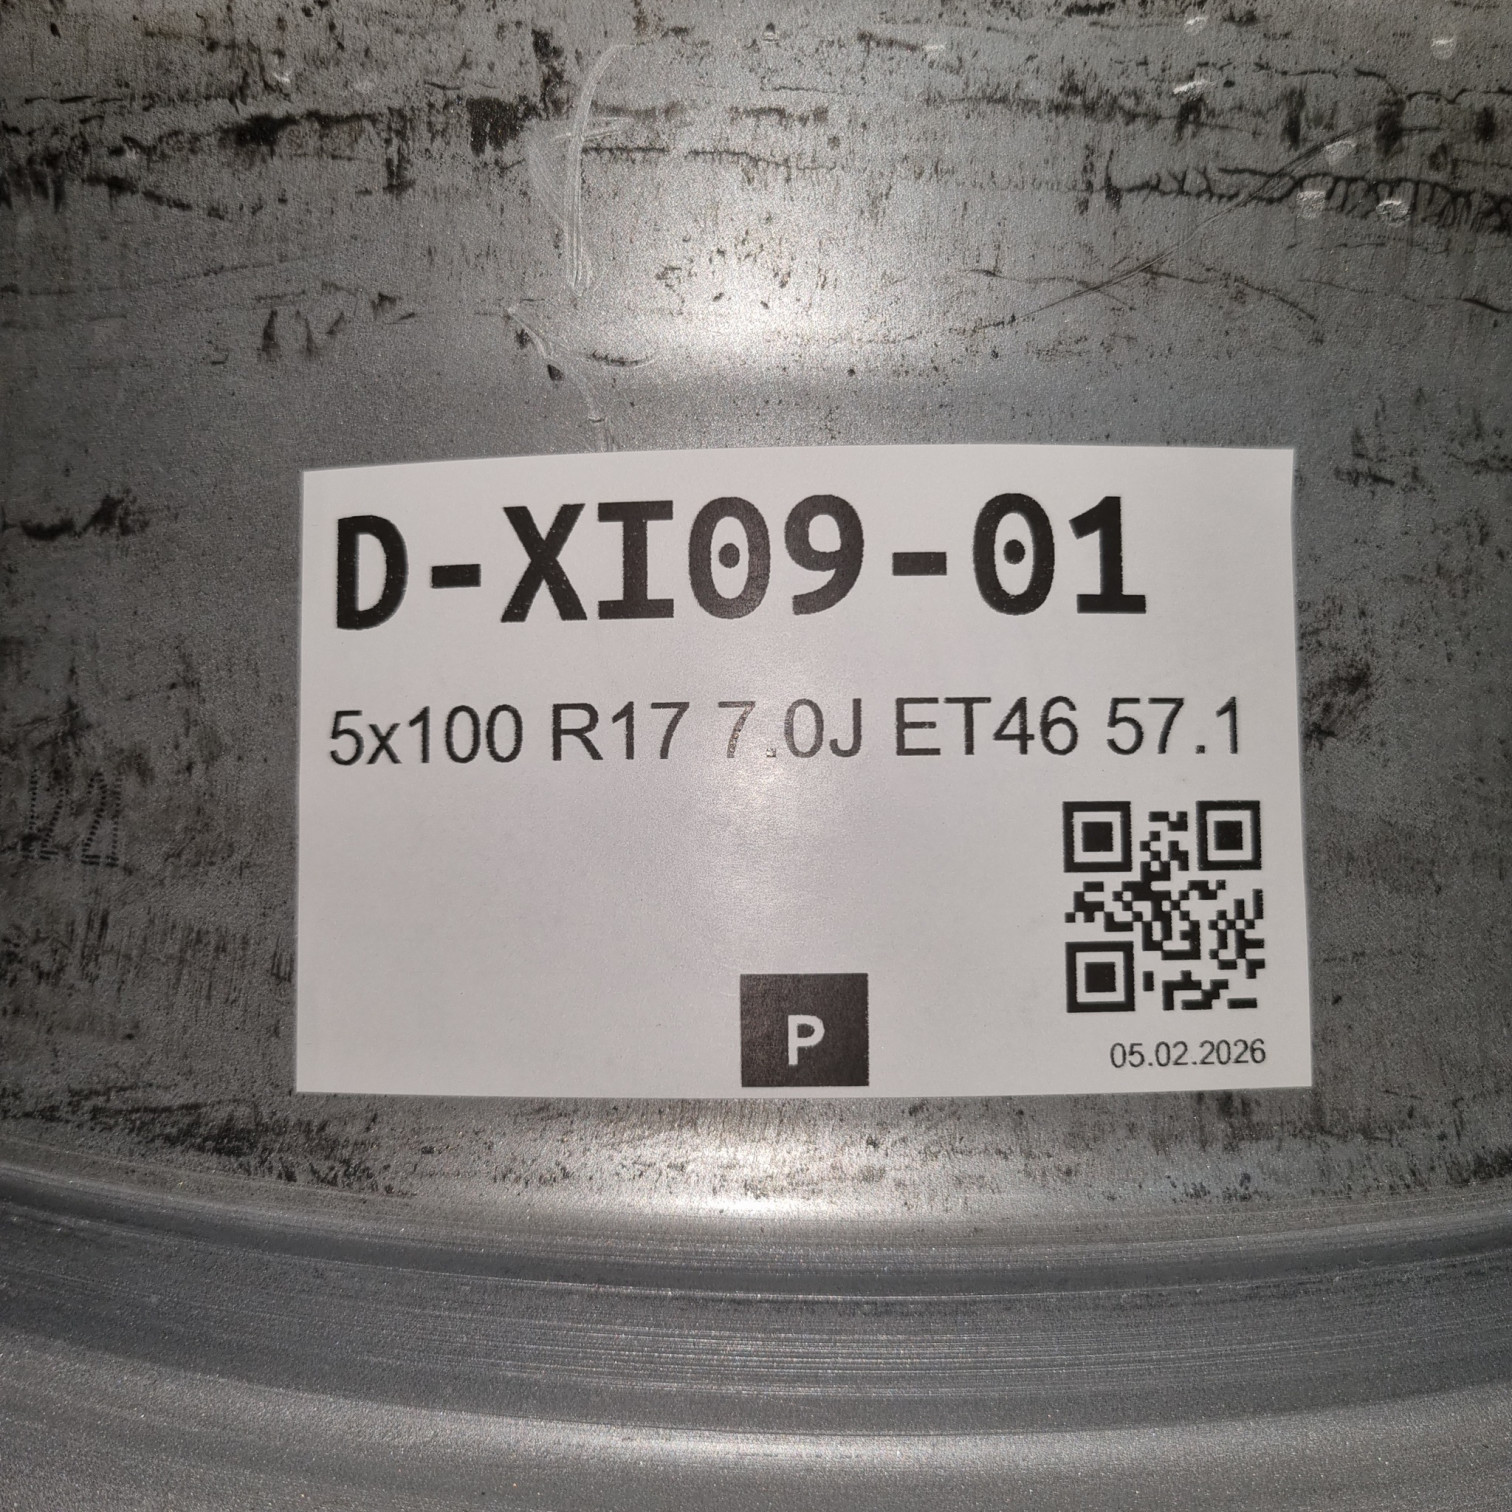 D-XI09-01
5x100 R17 7.0J ET46 57.1
P
05.02.2026